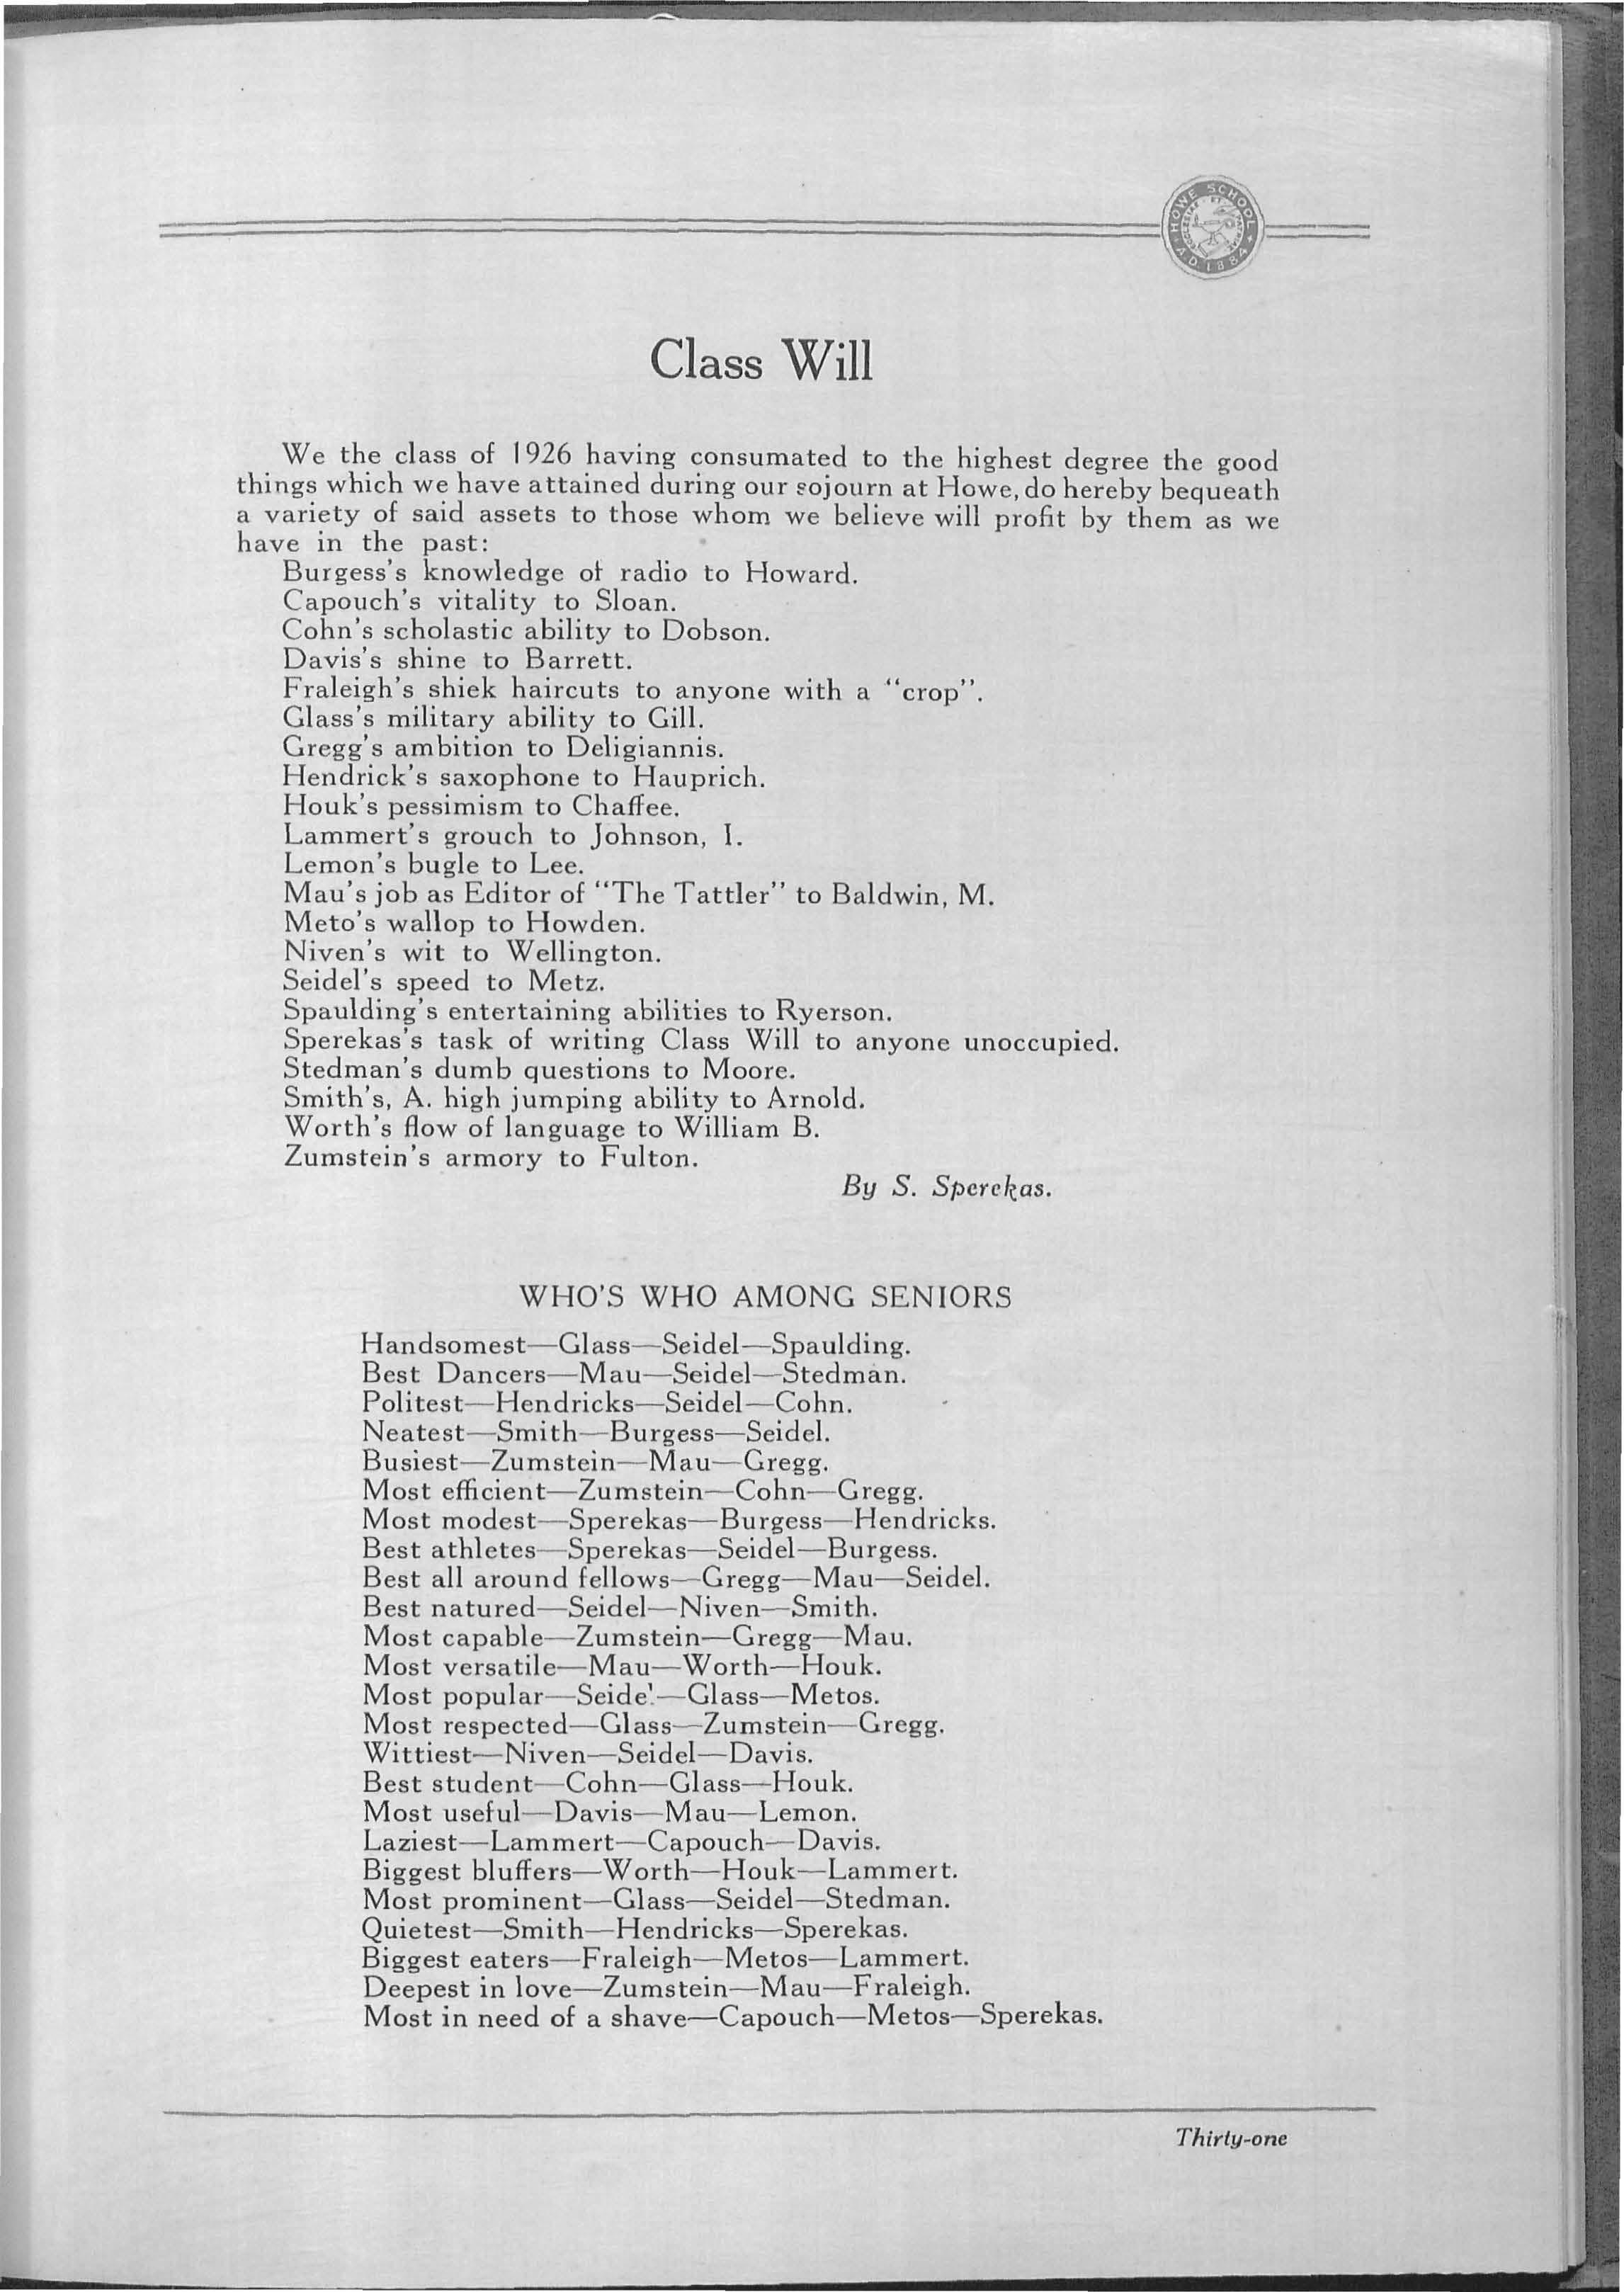 HOWE SCHOOL
A.D. 1884
Class Will
We the class of 1926 having consumated to the highest degree the good
things which we have attained during our sojourn at Howe, do hereby bequeath
a variety of said assets to those whom we believe will profit by them as we
have in the past:
Burgess's knowledge of radio to Howard.
Capouch's vitality to Sloan.
Cohn's scholastic ability to Dobson.
Davis's shine to Barrett.
Fraleigh's shiek haircuts to anyone with a "crop".
Glass's military ability to Gill.
Gregg's ambition to Deligiannis.
Hendrick's saxophone to Hauprich.
Houk's pessimism to Chaffee.
Lammert's grouch to Johnson, I.
Lemon's bugle to Lee.
Mau's job as Editor of "The Tattler" to Baldwin, M.
Meto's wallop to Howden.
Niven's wit to Wellington.
Seidel's speed to Metz.
Spaulding's entertaining abilities to Ryerson.
Sperekas's task of writing Class Will to anyone unoccupied.
Stedman's dumb questions to Moore.
Smith's, A. high jumping ability to Arnold.
Worth's flow of language to William B.
Zumstein's armory to Fulton.
By S. Sperekas.
WHO'S WHO AMONG SENIORS
Handsomest—Glass—Seidel—Spaulding.
Best Dancers—Mau—Seidel—Stedman.
Politest—Hendricks—Seidel—Cohn.
Neatest—Smith—Burgess—Seidel.
Busiest—Zumstein—Mau—Gregg.
Most efficient—Zumstein—Cohn—Gregg.
Most modest—Sperekas—Burgess—Hendricks.
Best athletes—Sperekas—Seidel—Burgess.
Best all around fellows—Gregg—Mau—Seidel.
Best natured—Seidel—Niven—Smith.
Most capable—Zumstein—Gregg—Mau.
Most versatile—Mau—Worth—Houk.
Most popular—Seidel—Glass—Metos.
Most respected—Glass—Zumstein—Gregg.
Wittiest—Niven—Seidel—Davis.
Best student—Cohn—Glass—Houk.
Most useful—Davis—Mau—Lemon.
Laziest—Lammert—Capouch—Davis.
Biggest bluffers—Worth—Houk—Lammert.
Most prominent—Glass—Seidel—Stedman.
Quietest—Smith—Hendricks—Sperekas.
Biggest eaters—Fraleigh—Metos—Lammert.
Deepest in love—Zumstein—Mau—Fraleigh.
Most in need of a shave—Capouch—Metos—Sperekas.
Thirty-one